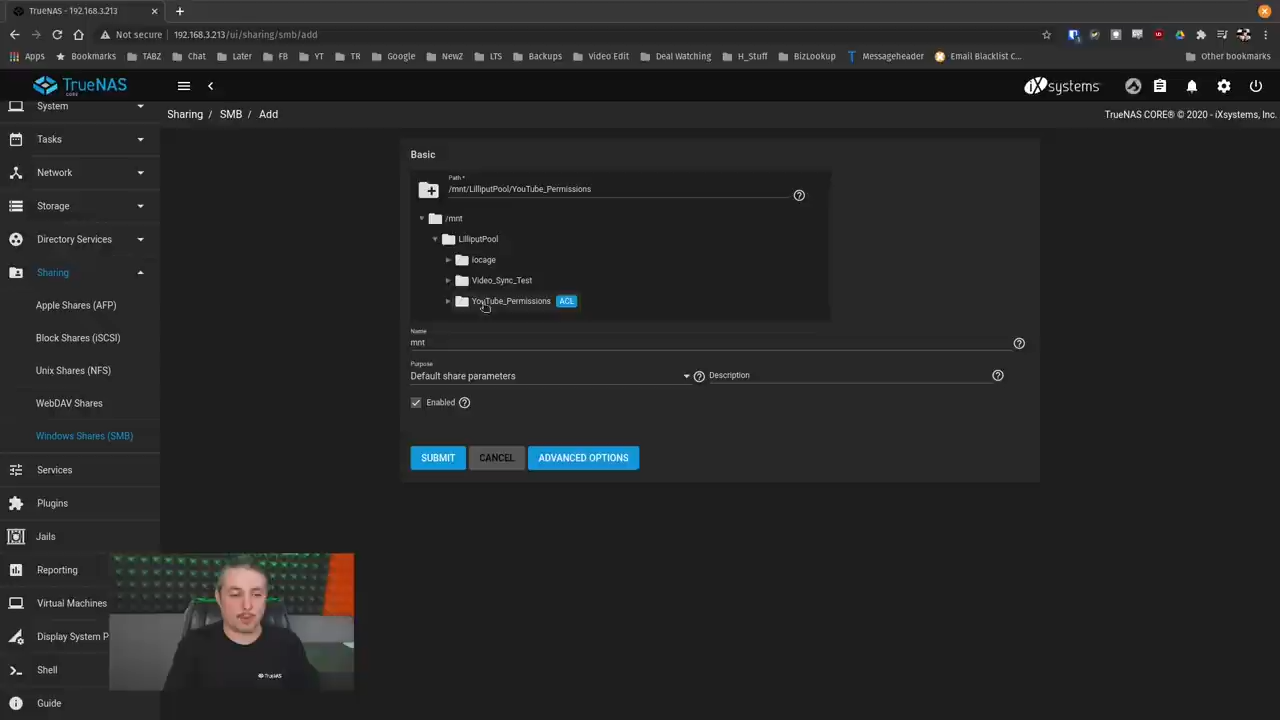 TrueNAS - 192.168.3.213
Not secure | 192.168.3.213/ui/sharing/smb/add
Apps Bookmarks TABZ Chat Later FB YT TR Google NewZ LTS Backups Video Edit Deal Watching H_Stuff BizLookup Messageheader Email Blacklist C... Other bookmarks
TrueNAS
CORE
iXsystems
Sharing / SMB / Add
TrueNAS CORE® © 2020 - iXsystems, Inc.
System
Tasks
Network
Storage
Directory Services
Sharing
Apple Shares (AFP)
Block Shares (iSCSI)
Unix Shares (NFS)
WebDAV Shares
Windows Shares (SMB)
Services
Plugins
Jails
Reporting
Virtual Machines
Display System P
Shell
Guide
Basic
Path *
/mnt/LilliputPool/YouTube_Permissions
/mnt
LilliputPool
iocage
Video_Sync_Test
YouTube_Permissions ACL
Name
mnt
Purpose
Default share parameters
Description
Enabled
SUBMIT CANCEL ADVANCED OPTIONS
TrueNAS